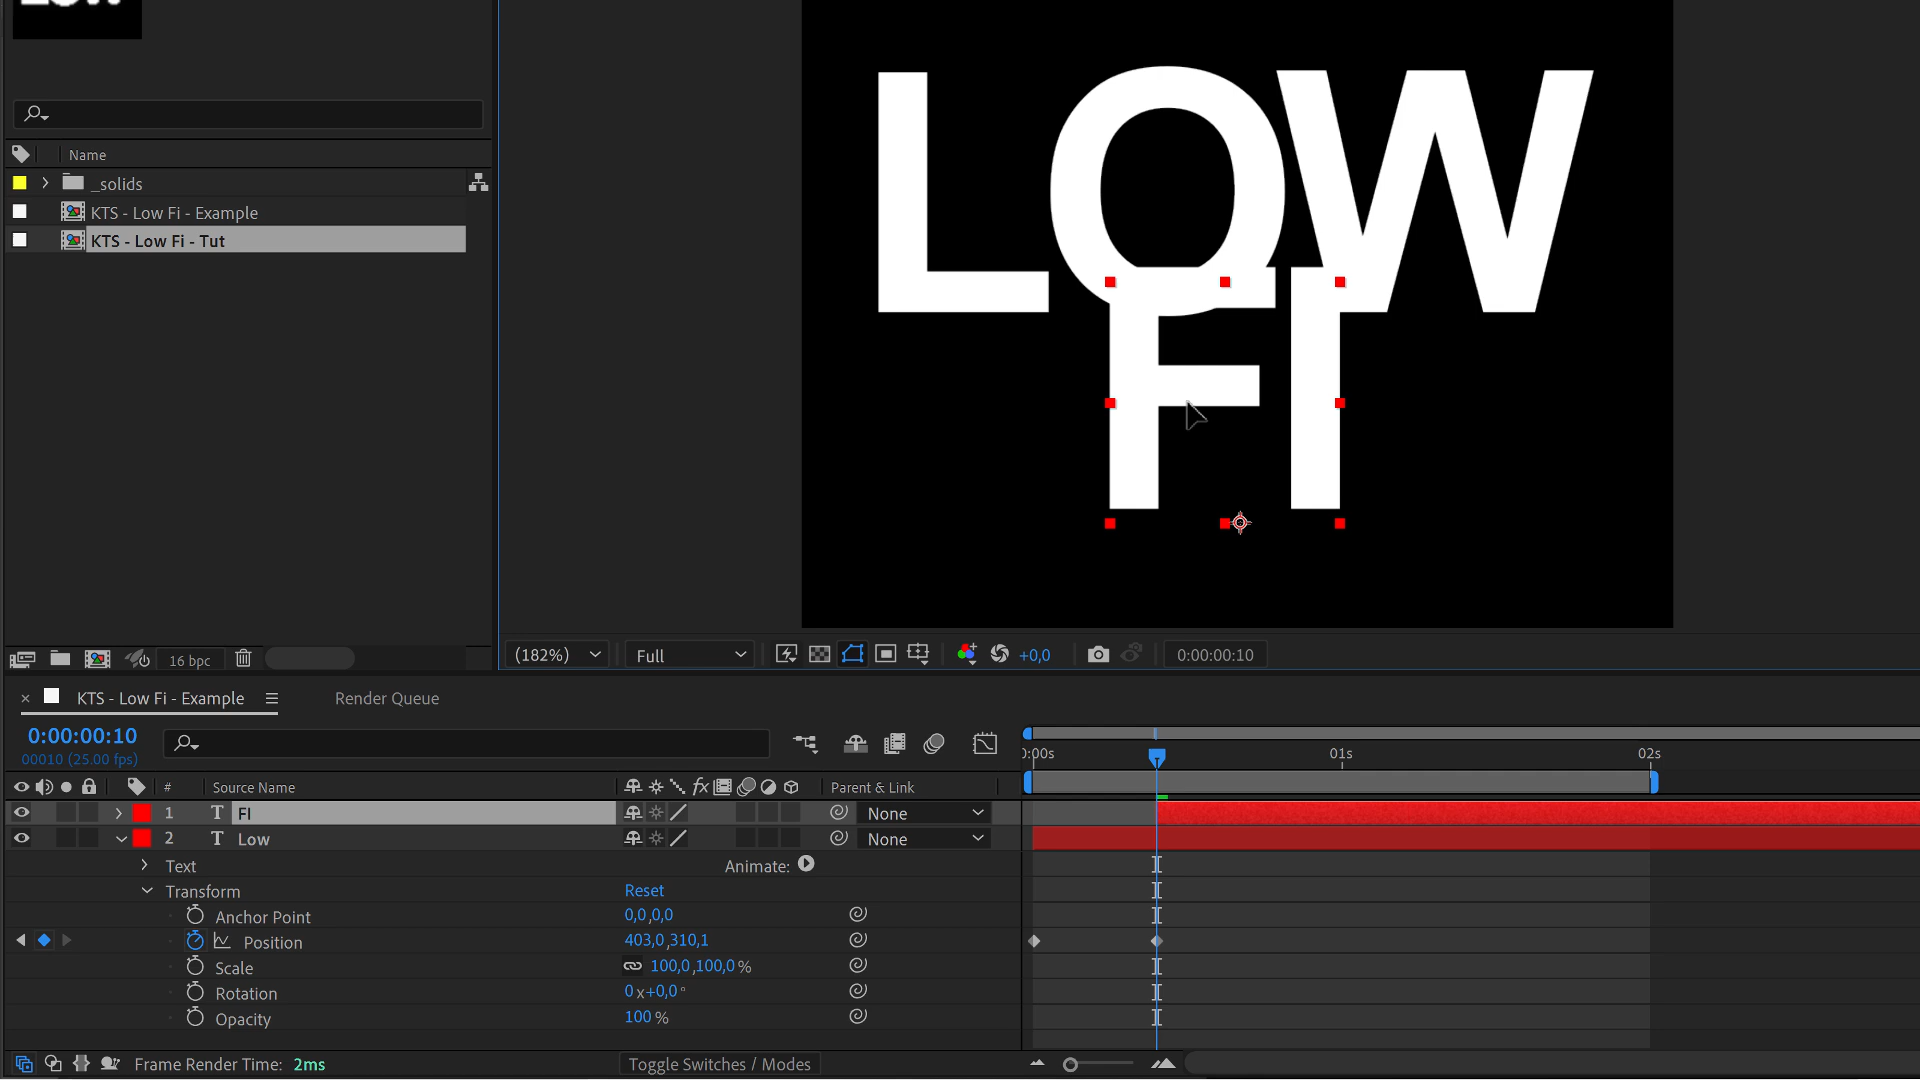 LOW
LOW
FI
Name
_solids
KTS - Low Fi - Example
KTS - Low Fi - Tut
16 bpc
(182%)
Full
+0,0
0:00:00:10
KTS - Low Fi - Example
Render Queue
0:00:00:10
00010 (25.00 fps)
0:00s
01s
02s
#
Source Name
fx
Parent & Link
1
T
FI
None
2
T
Low
None
Text
Animate:
Transform
Reset
Anchor Point
0,0,0,0
Position
403,0,310,1
Scale
100,0,100,0%
Rotation
0x+0,0°
Opacity
100%
Frame Render Time: 2ms
Toggle Switches / Modes